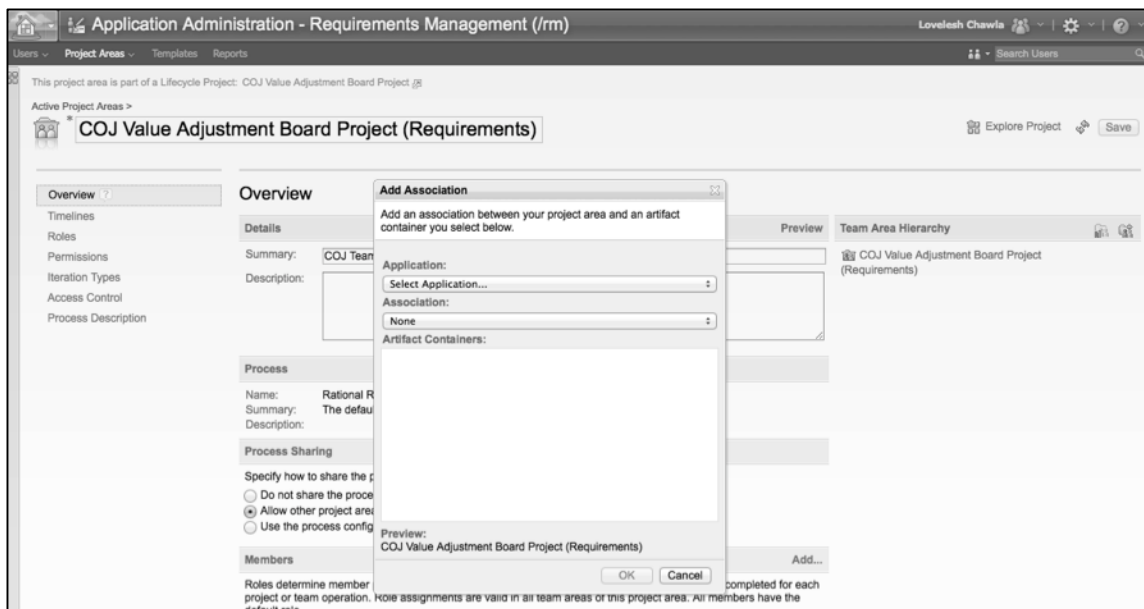 Application Administration - Requirements Management (/rm)
Lovelesh Chawla
Users
Project Areas
Templates
Reports
Search Users
This project area is part of a Lifecycle Project: COJ Value Adjustment Board Project
Active Project Areas >
* COJ Value Adjustment Board Project (Requirements)
Explore Project
Save
Overview ?
Timelines
Roles
Permissions
Iteration Types
Access Control
Process Description
Overview
Details
Preview
Summary: COJ Team
Description:
Process
Name: Rational R
Summary: The defau
Description:
Process Sharing
Specify how to share the p
Do not share the proce
Allow other project area
Use the process config
Members
Add...
Roles determine member
completed for each
project or team operation. Role assignments are valid in all team areas of this project area. All members have the
default role
Add Association
Add an association between your project area and an artifact
container you select below.
Application:
Select Application...
Association:
None
Artifact Containers:
Preview:
COJ Value Adjustment Board Project (Requirements)
OK
Cancel
Team Area Hierarchy
COJ Value Adjustment Board Project
(Requirements)